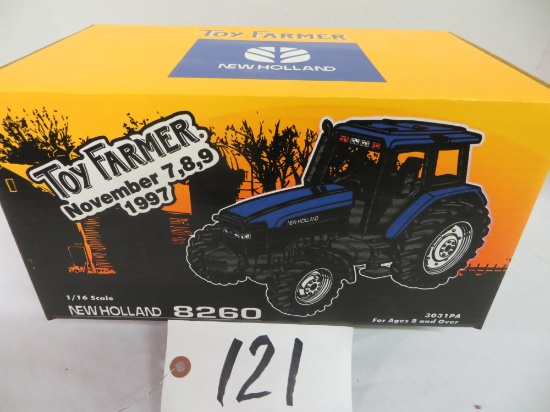 TOY FARMER
NEW HOLLAND
TOY FARMER.
November 7,8,9
1997
NEW HOLLAND
1/16 Scale
NEW HOLLAND 8260
3031PA
For Ages 8 and Over
121